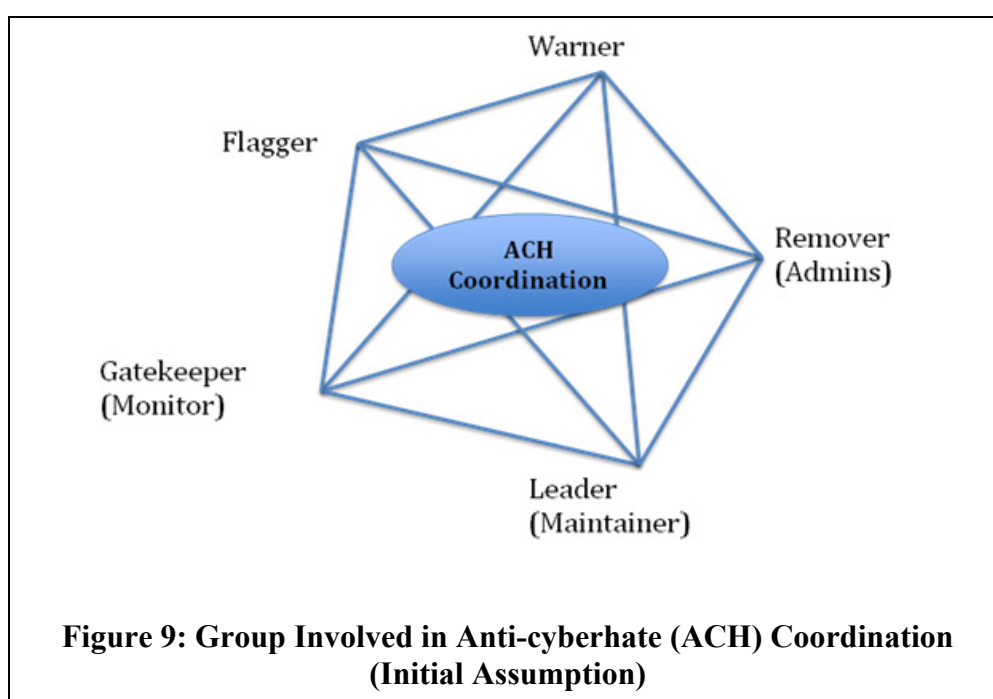 Warner
Flagger
ACH
Coordination
Remover
(Admins)
Gatekeeper
(Monitor)
Leader
(Maintainer)
Figure 9: Group Involved in Anti-cyberhate (ACH) Coordination
(Initial Assumption)